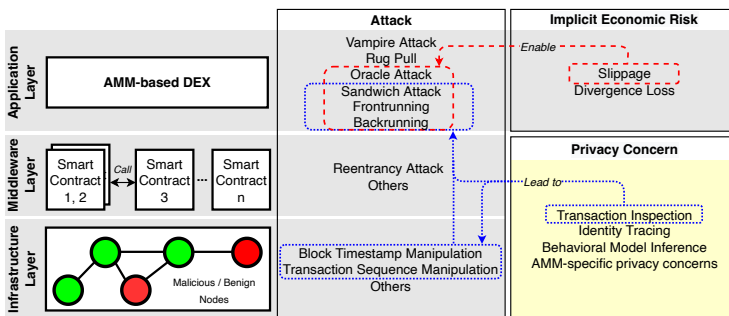 Attack
Implicit Economic Risk
Application
Layer
AMM-based DEX
Vampire Attack
Rug Pull
Oracle Attack
Sandwich Attack
Frontrunning
Backrunning
Enable
Slippage
Divergence Loss
Middleware
Layer
Smart
Contract
1, 2
Call
Smart
Contract
3
...
Smart
Contract
n
Reentrancy Attack
Others
Privacy Concern
Lead to
Transaction Inspection
Identity Tracing
Behavioral Model Inference
AMM-specific privacy concerns
Infrastructure
Layer
Malicious / Benign
Nodes
Block Timestamp Manipulation
Transaction Sequence Manipulation
Others